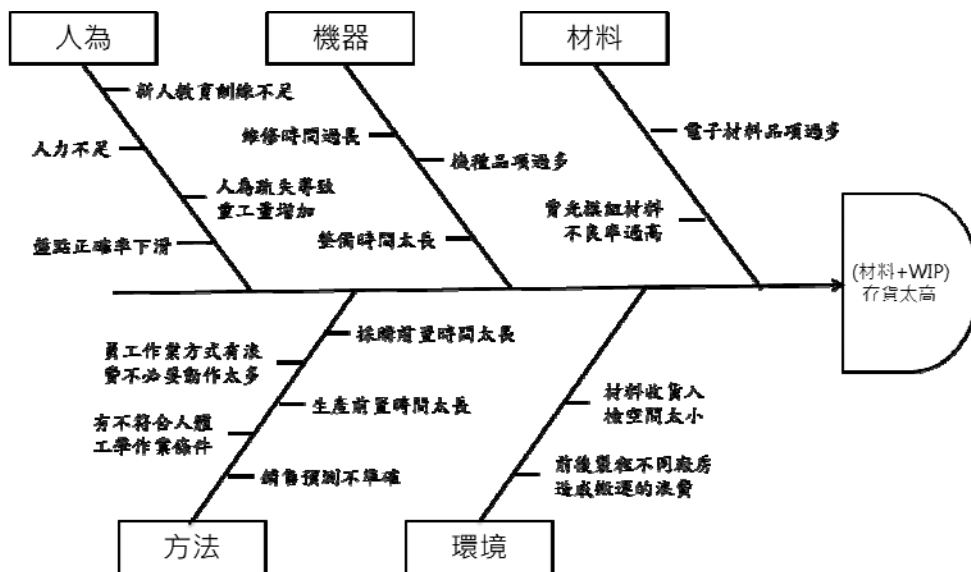 人為
機器
材料
新人教育訓練不足
人力不足
人為疏失導致
重工量增加
盤點正確率下滑
維修時間過長
機種品項過多
整備時間太長
電子材料品項過多
背光模組材料
不良率過高
(材料+WIP)
存貨太高
採購前置時間太長
員工作業方式有浪
費不必要動作太多
生產前置時間太長
有不符合人體
工學作業條件
銷售預測不準確
材料收貨入
檢空間太小
前後製程不同廠房
造成搬運的浪費
方法
環境